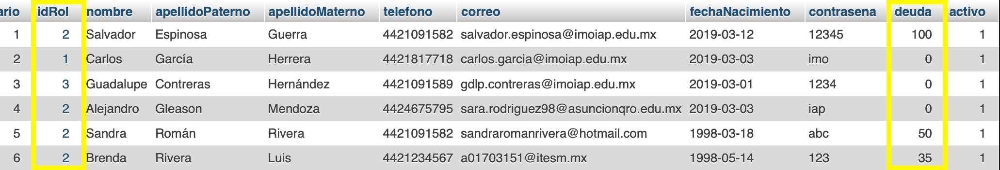 ario idRol nombre apellidoPaterno apellidoMaterno telefono correo fechaNacimiento contrasena deuda activo
1 2 Salvador Espinosa Guerra 4421091582 salvador.espinosa@imoiap.edu.mx 2019-03-12 12345 100 1
2 1 Carlos García Herrera 4421817718 carlos.garcia@imoiap.edu.mx 2019-03-03 imo 0 1
3 3 Guadalupe Contreras Hernández 4421091589 gdlp.contreras@imoiap.edu.mx 2019-03-01 1234 0 1
4 2 Alejandro Gleason Mendoza 4424675795 sara.rodriguez98@asuncionqro.edu.mx 2019-03-03 iap 0 1
5 2 Sandra Román Rivera 4421091582 sandraromanrivera@hotmail.com 1998-03-18 abc 50 1
6 2 Brenda Rivera Luis 4421234567 a01703151@itesm.mx 1998-05-14 123 35 1